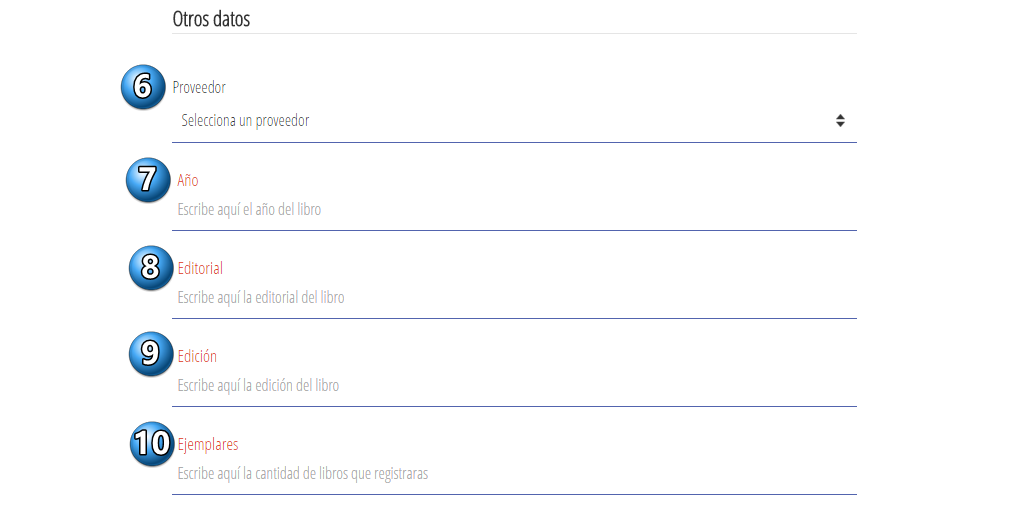 Otros datos
6 Proveedor
Selecciona un proveedor
7 Año
Escribe aquí el año del libro
8 Editorial
Escribe aquí la editorial del libro
9 Edición
Escribe aquí la edición del libro
10 Ejemplares
Escribe aquí la cantidad de libros que registraras